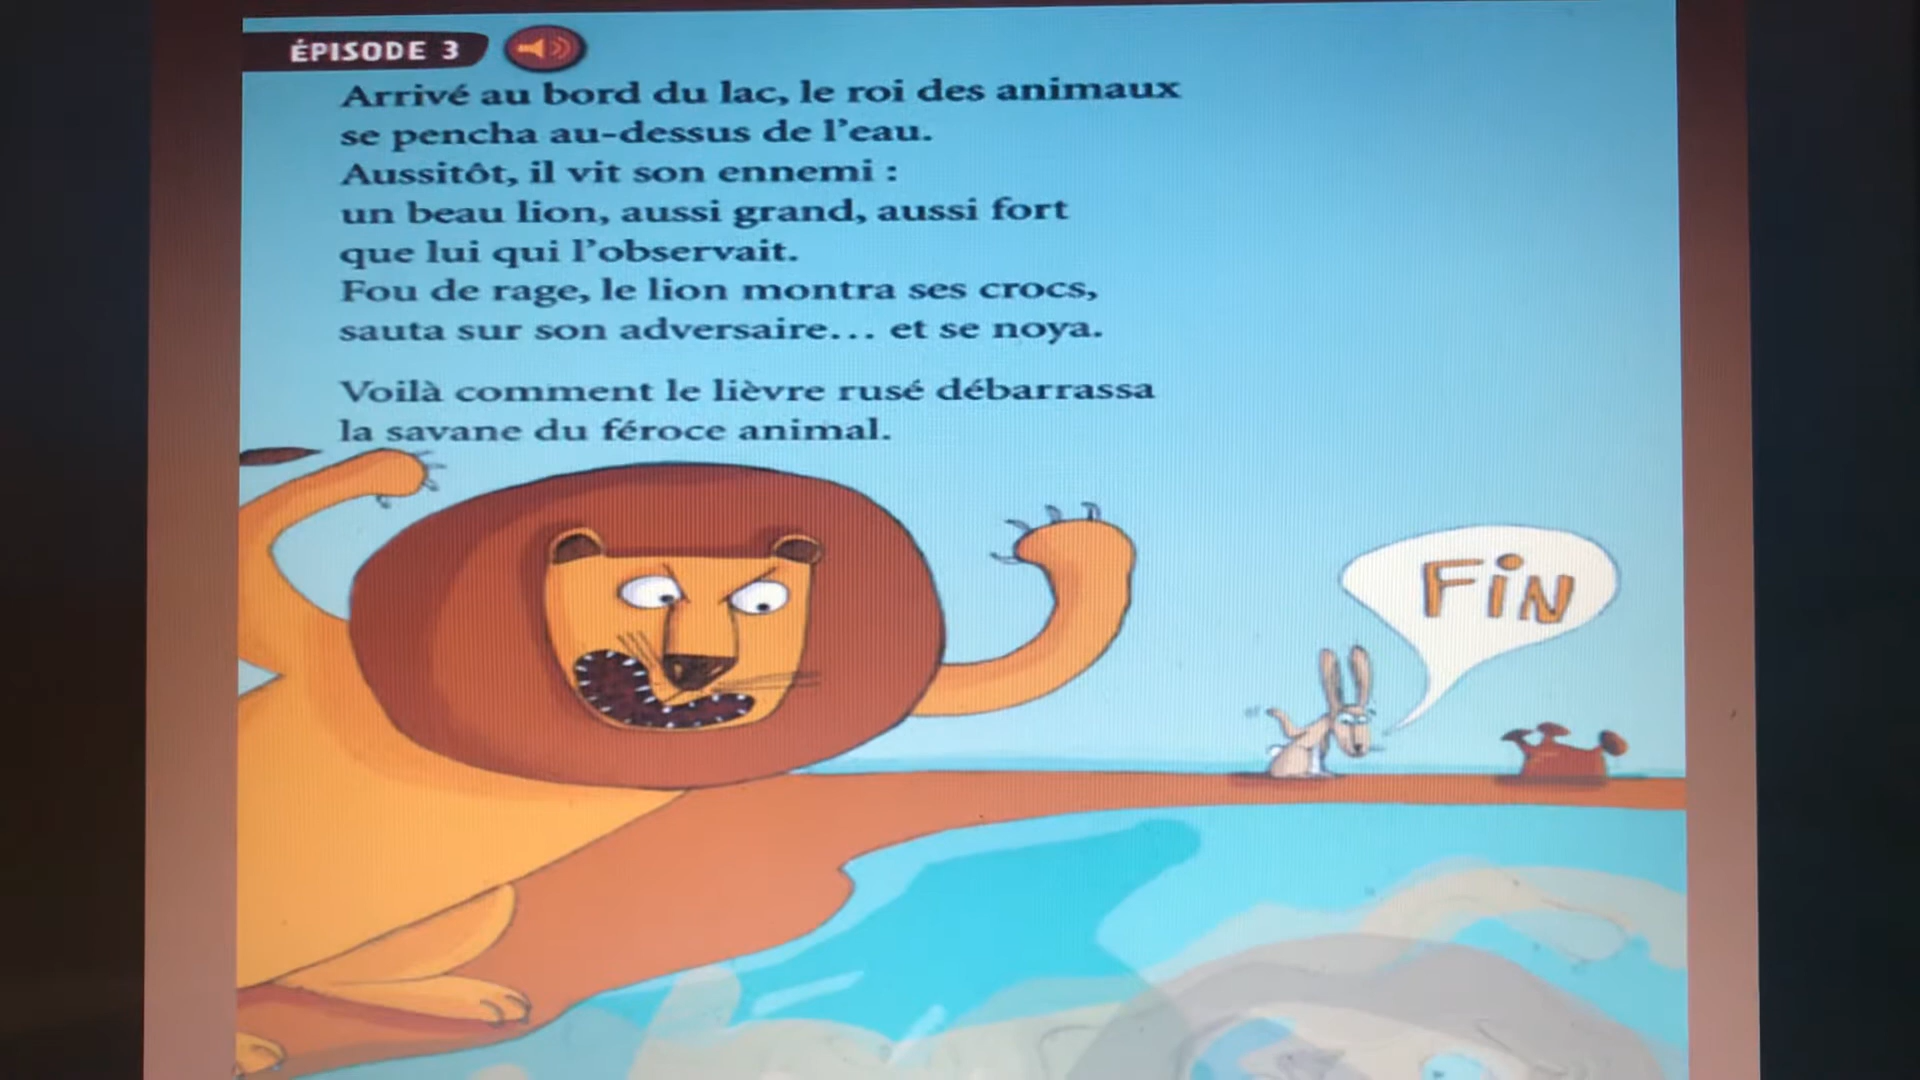 ÉPISODE 3
Arrivé au bord du lac, le roi des animaux
se pencha au-dessus de l'eau.
Aussitôt, il vit son ennemi :
un beau lion, aussi grand, aussi fort
que lui qui l'observait.
Fou de rage, le lion montra ses crocs,
sauta sur son adversaire... et se noya.
Voilà comment le lièvre rusé débarrassa
la savane du féroce animal.
FIN